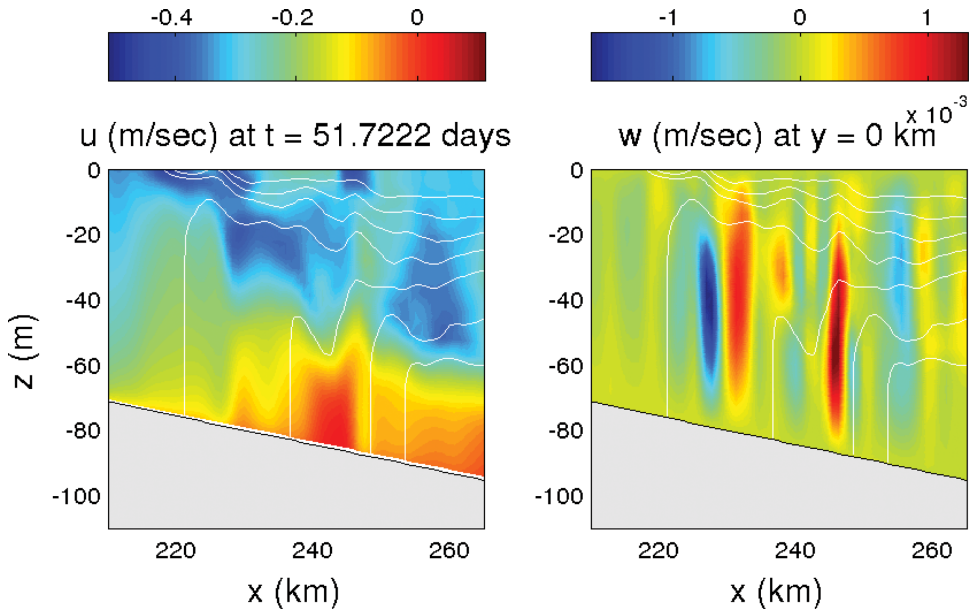 -0.4 -0.2 0
-1 0 1
u (m/sec) at t = 51.7222 days
x 10^-3
w (m/sec) at y = 0 km
0
-20
-40
-60
-80
-100
z (m)
220 240 260
x (km)
0
-20
-40
-60
-80
-100
220 240 260
x (km)